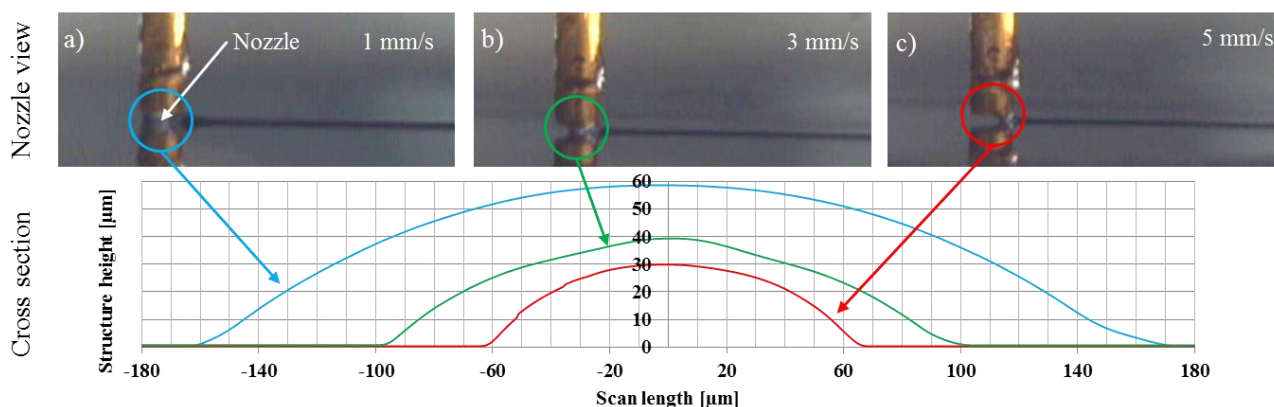 Nozzle view
a)
Nozzle
1 mm/s
b)
3 mm/s
c)
5 mm/s
Cross section
Structure height [µm]
60
50
40
30
20
10
0
-180
-140
-100
-60
-20
20
60
100
140
180
Scan length [µm]